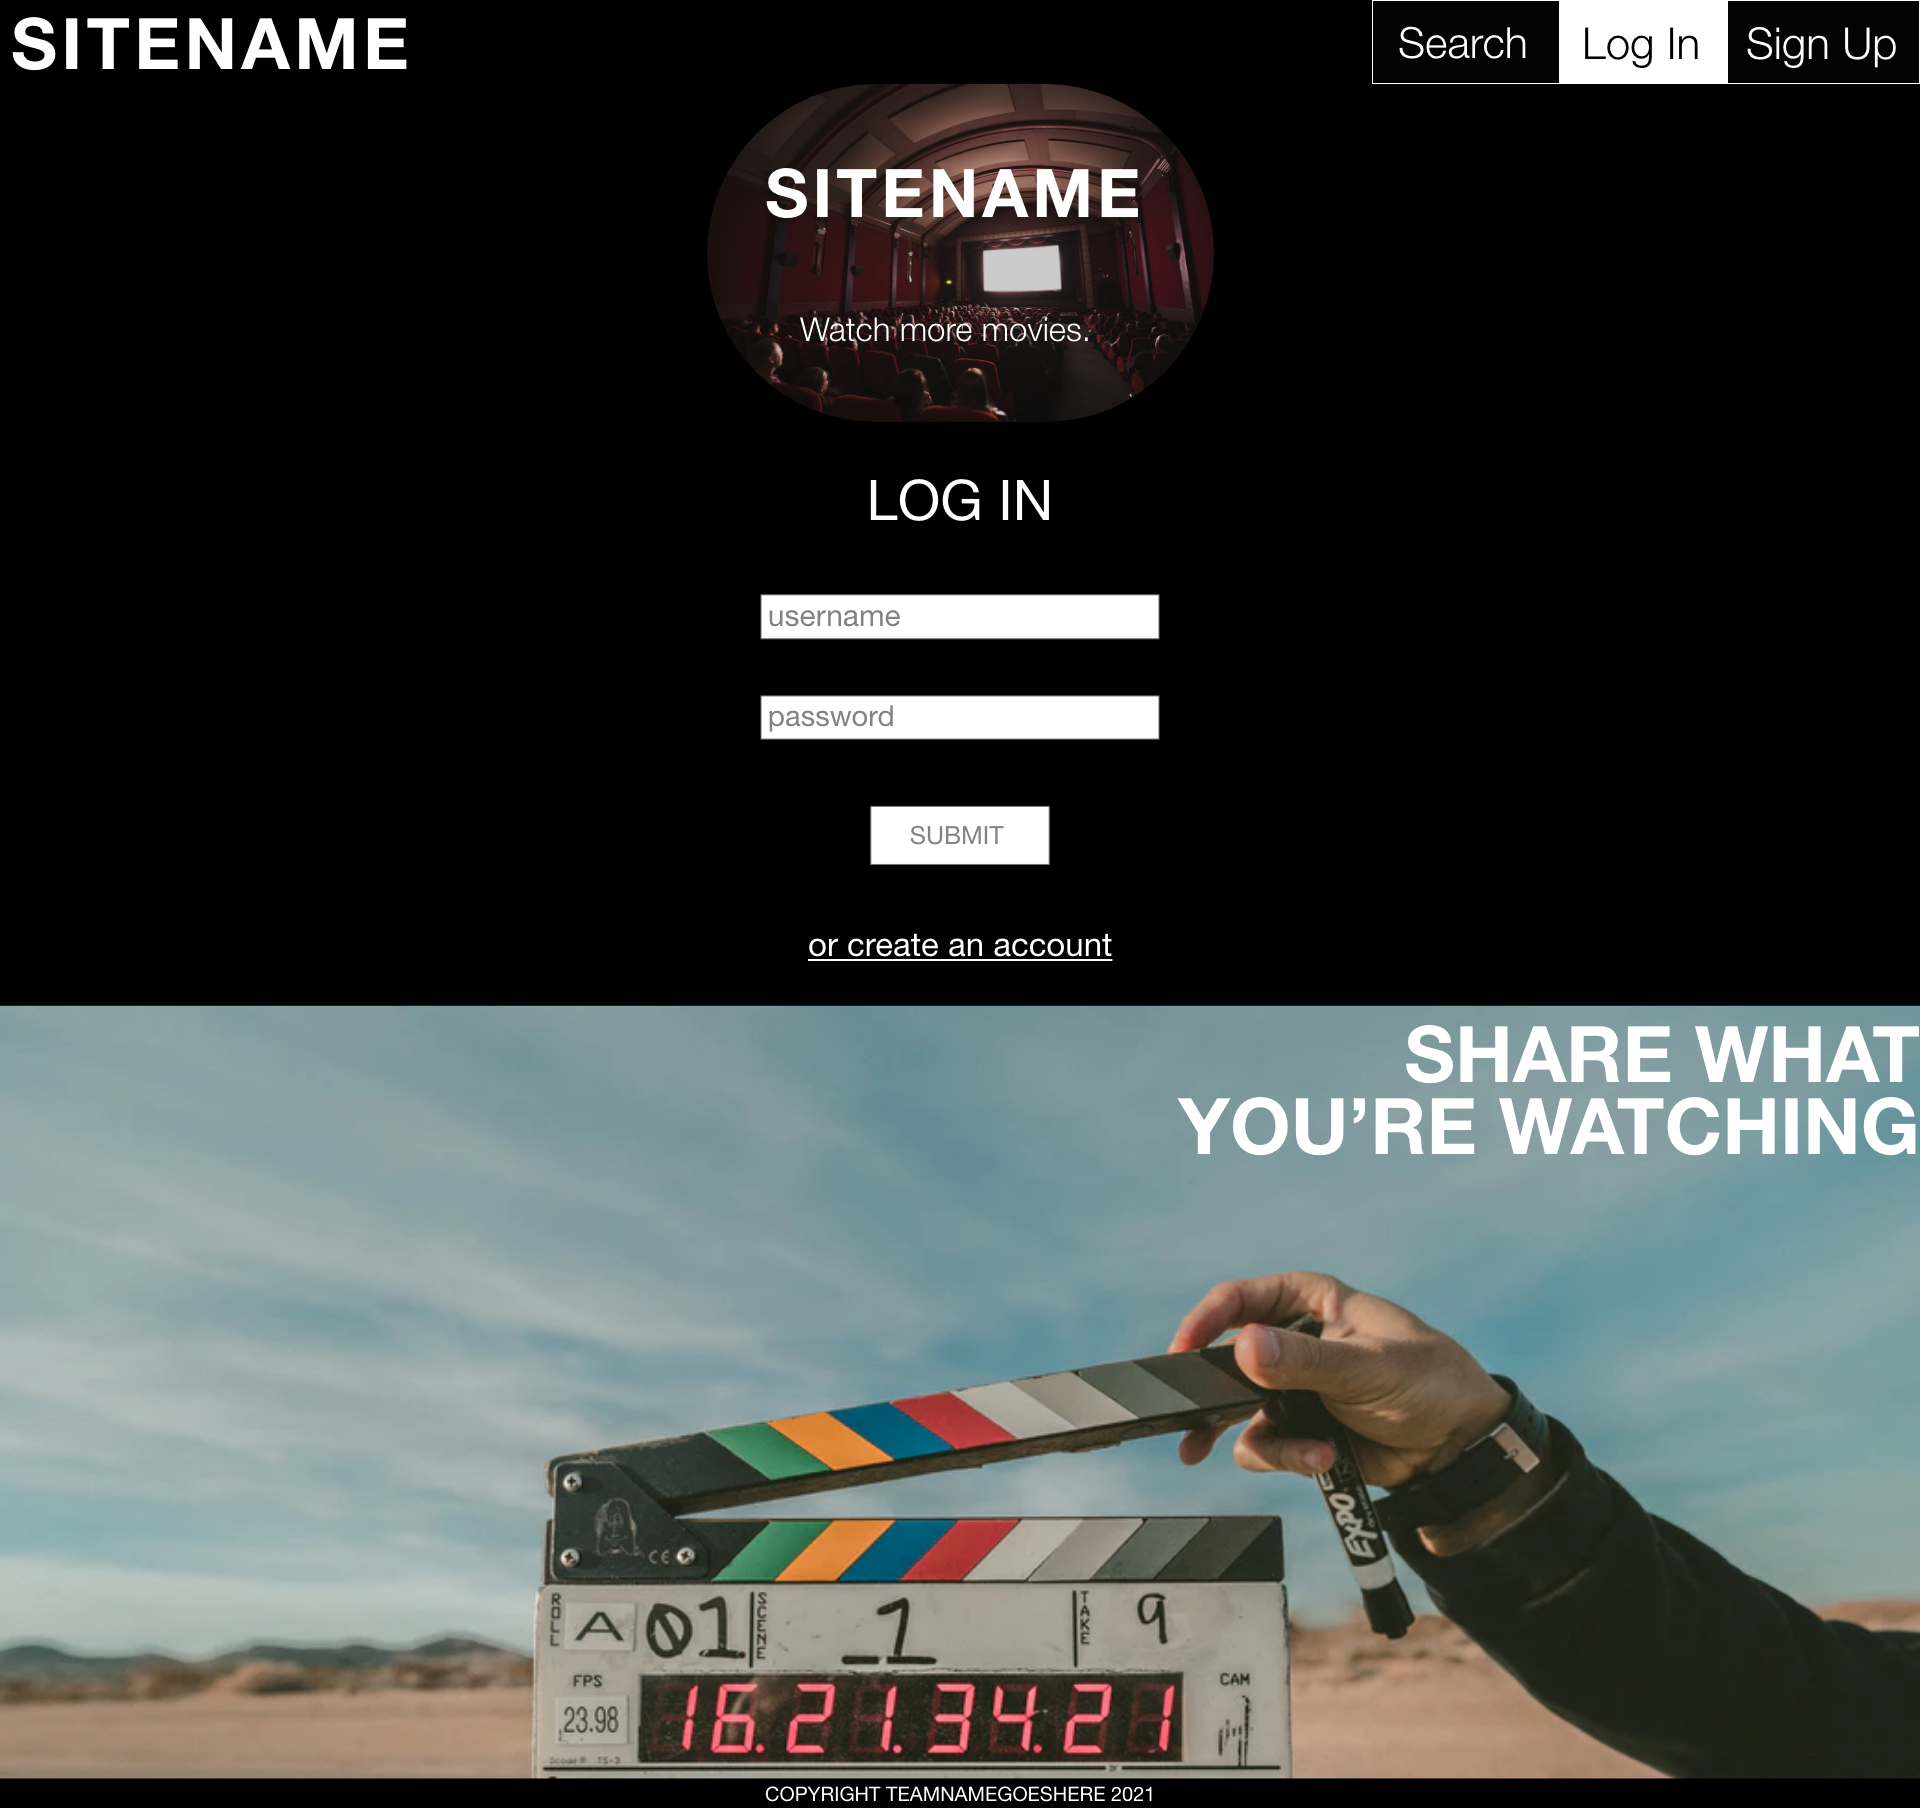 SITENAME
Search
Log In
Sign Up
SITENAME
Watch more movies.
LOG IN
username
password
SUBMIT
or create an account
SHARE WHAT
YOU’RE WATCHING
EXPO
CE
ROLL
A 01
SCENE
1
TAKE
9
FPS
23.98
16.21.34.21
CAM
COPYRIGHT TEAMNAMEGOESHERE 2021